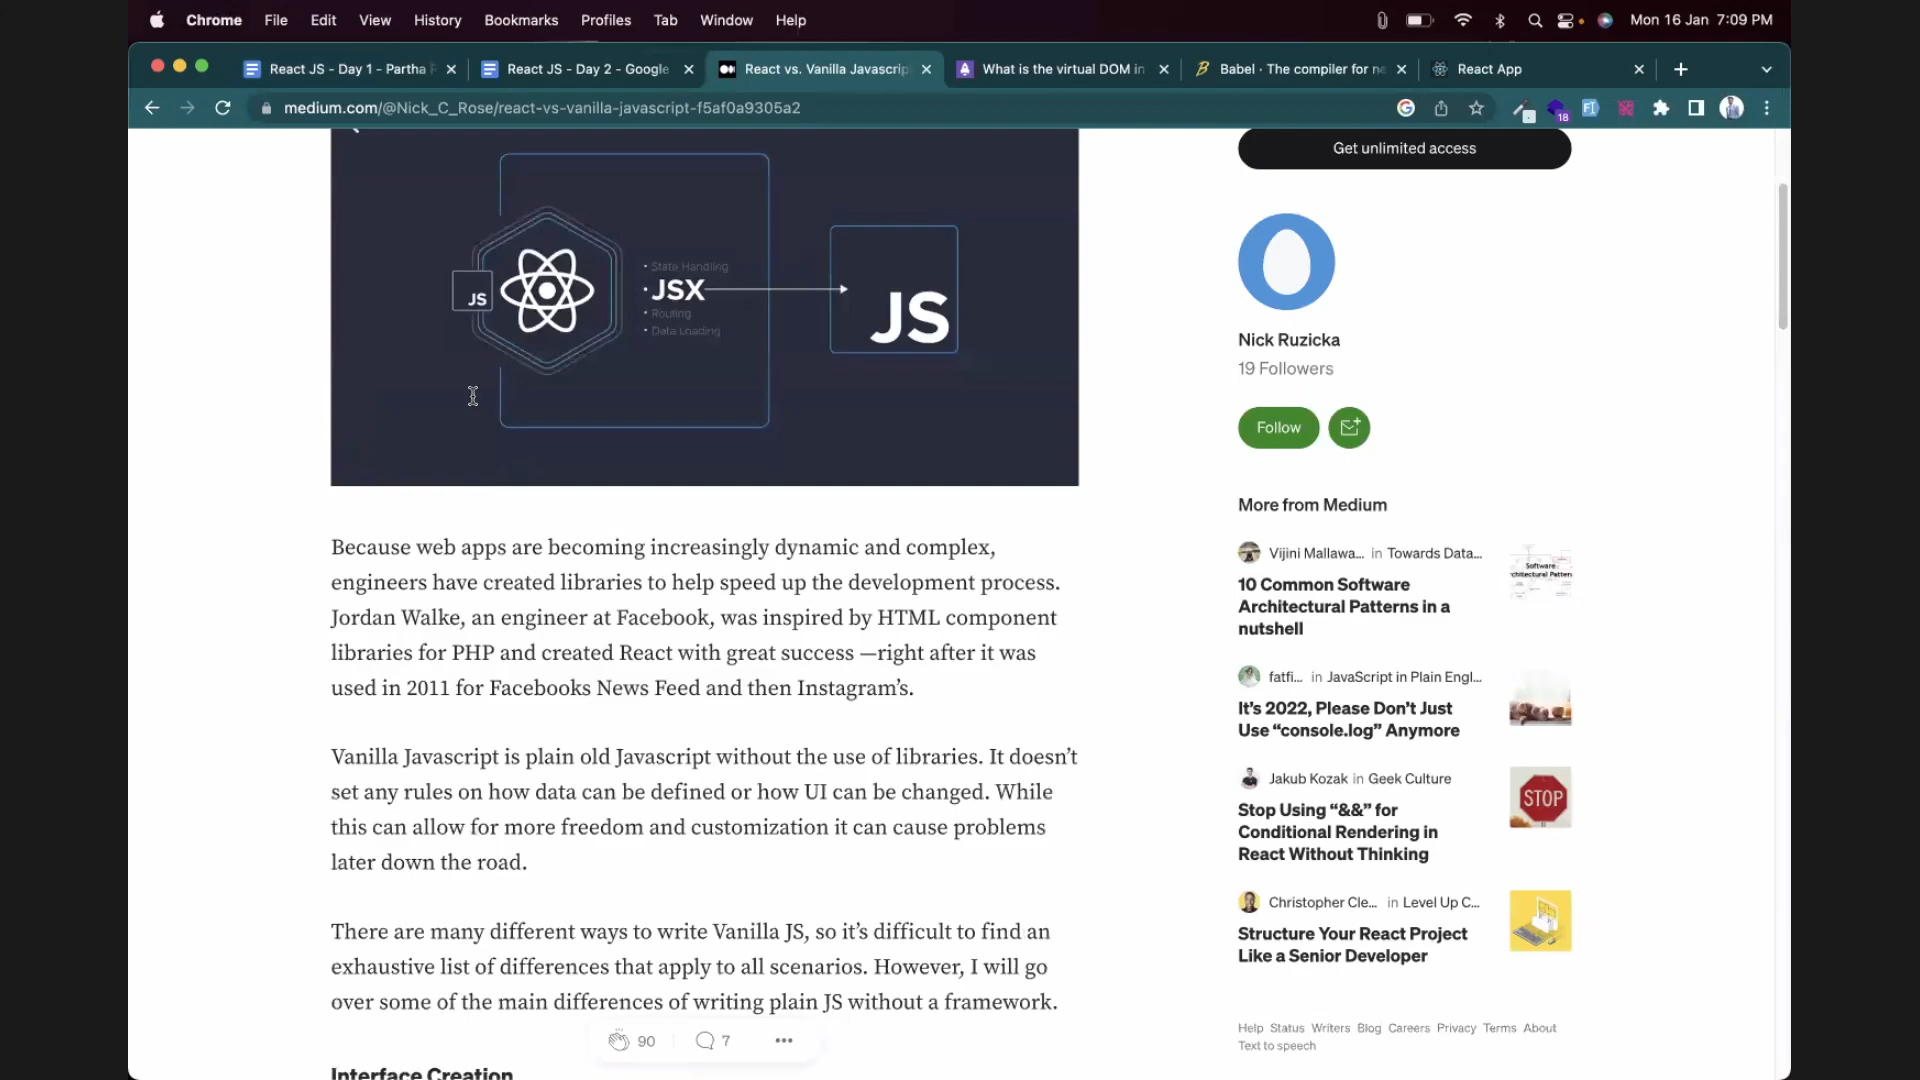 Chrome File Edit View History Bookmarks Profiles Tab Window Help Mon 16 Jan 7:09 PM
React JS - Day 1 - Partha React JS - Day 2 - Google React vs. Vanilla Javascrip What is the virtual DOM in Babel · The compiler for ne React App
medium.com/@Nick_C_Rose/react-vs-vanilla-javascript-f5af0a9305a2 18
Get unlimited access
JS
• State Handling
• JSX
• Routing
• Data Loading
JS
Because web apps are becoming increasingly dynamic and complex,
engineers have created libraries to help speed up the development process.
Jordan Walke, an engineer at Facebook, was inspired by HTML component
libraries for PHP and created React with great success —right after it was
used in 2011 for Facebooks News Feed and then Instagram’s.
Vanilla Javascript is plain old Javascript without the use of libraries. It doesn’t
set any rules on how data can be defined or how UI can be changed. While
this can allow for more freedom and customization it can cause problems
later down the road.
There are many different ways to write Vanilla JS, so it’s difficult to find an
exhaustive list of differences that apply to all scenarios. However, I will go
over some of the main differences of writing plain JS without a framework.
90 7
Interface Creation
Nick Ruzicka
19 Followers
Follow
More from Medium
Vijini Mallawa... in Towards Data...
10 Common Software
Architectural Patterns in a
nutshell
Software
fatfi... in JavaScript in Plain Engl...
It’s 2022, Please Don’t Just
Use “console.log” Anymore
Jakub Kozak in Geek Culture
Stop Using “&&” for
Conditional Rendering in
React Without Thinking
STOP
Christopher Cle... in Level Up C...
Structure Your React Project
Like a Senior Developer
Help Status Writers Blog Careers Privacy Terms About
Text to speech